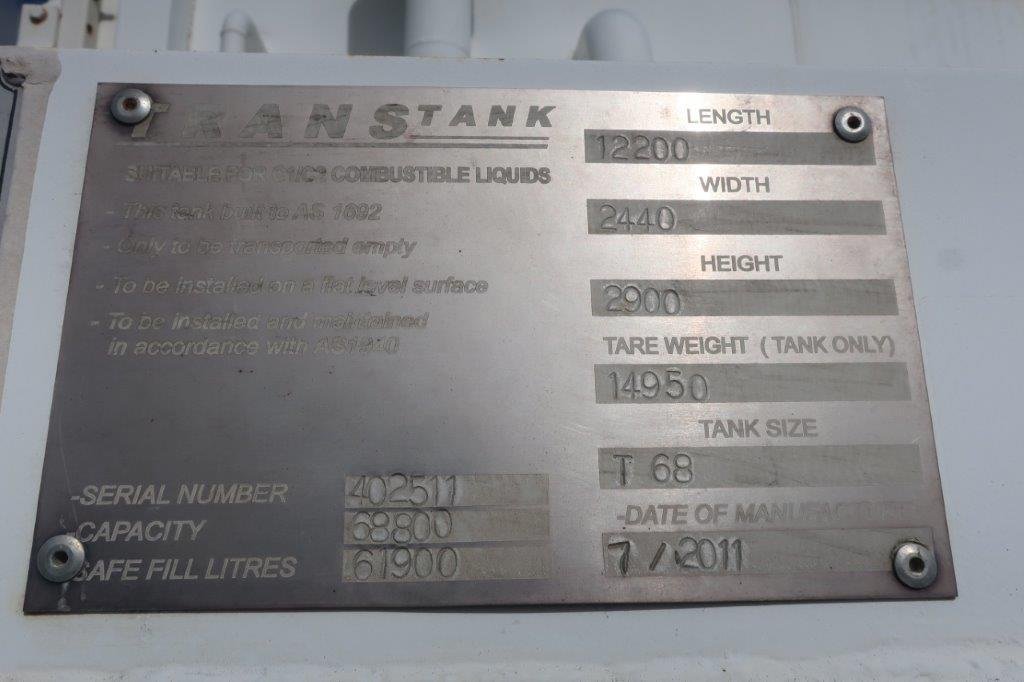 TRANSTANK
SUITABLE FOR C1/C2 COMBUSTIBLE LIQUIDS
- This tank built to AS 1692
- Only to be transported empty
- To be installed on a flat level surface
- To be installed and maintained
in accordance with AS1940
-SERIAL NUMBER 402511
-CAPACITY 68800
-SAFE FILL LITRES 61900
LENGTH
12200
WIDTH
2440
HEIGHT
2900
TARE WEIGHT (TANK ONLY)
14950
TANK SIZE
T 68
-DATE OF MANUFACTURE
7/2011